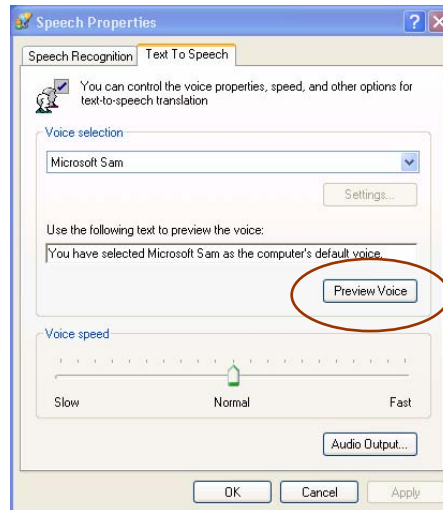 Speech Properties
Speech Recognition
Text To Speech
You can control the voice properties, speed, and other options for
text-to-speech translation
Voice selection
Microsoft Sam
Settings...
Use the following text to preview the voice:
You have selected Microsoft Sam as the computer's default voice.
Preview Voice
Voice speed
Slow
Normal
Fast
Audio Output...
OK
Cancel
Apply